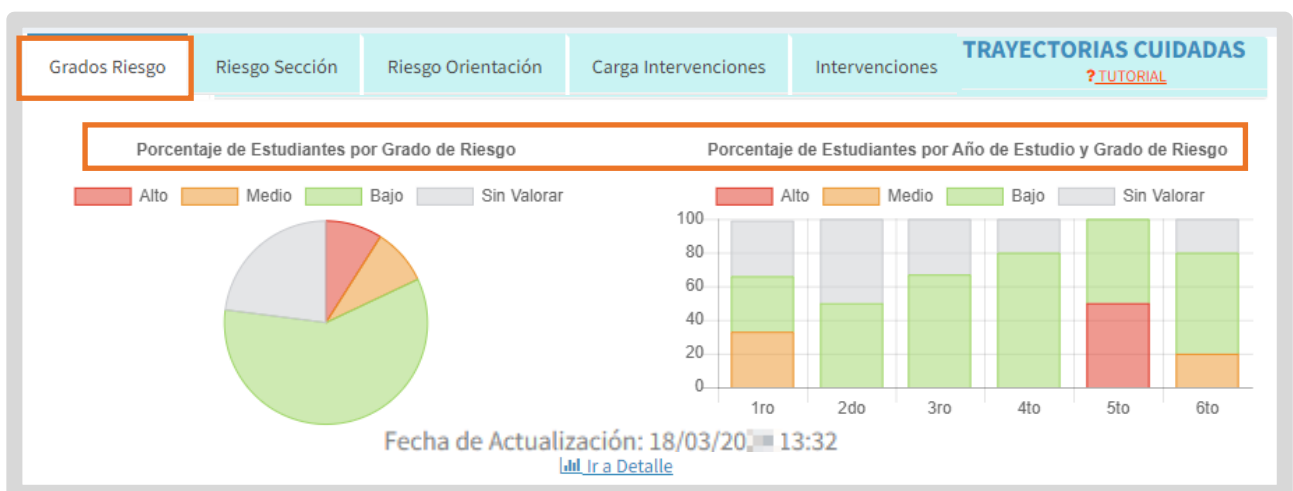 Grados Riesgo
Riesgo Sección
Riesgo Orientación
Carga Intervenciones
Intervenciones
TRAYECTORIAS CUIDADAS
? TUTORIAL
Porcentaje de Estudiantes por Grado de Riesgo
Alto Medio Bajo Sin Valorar
Porcentaje de Estudiantes por Año de Estudio y Grado de Riesgo
Alto Medio Bajo Sin Valorar
100
80
60
40
20
0
1ro 2do 3ro 4to 5to 6to
Fecha de Actualización: 18/03/20 13:32
Ir a Detalle